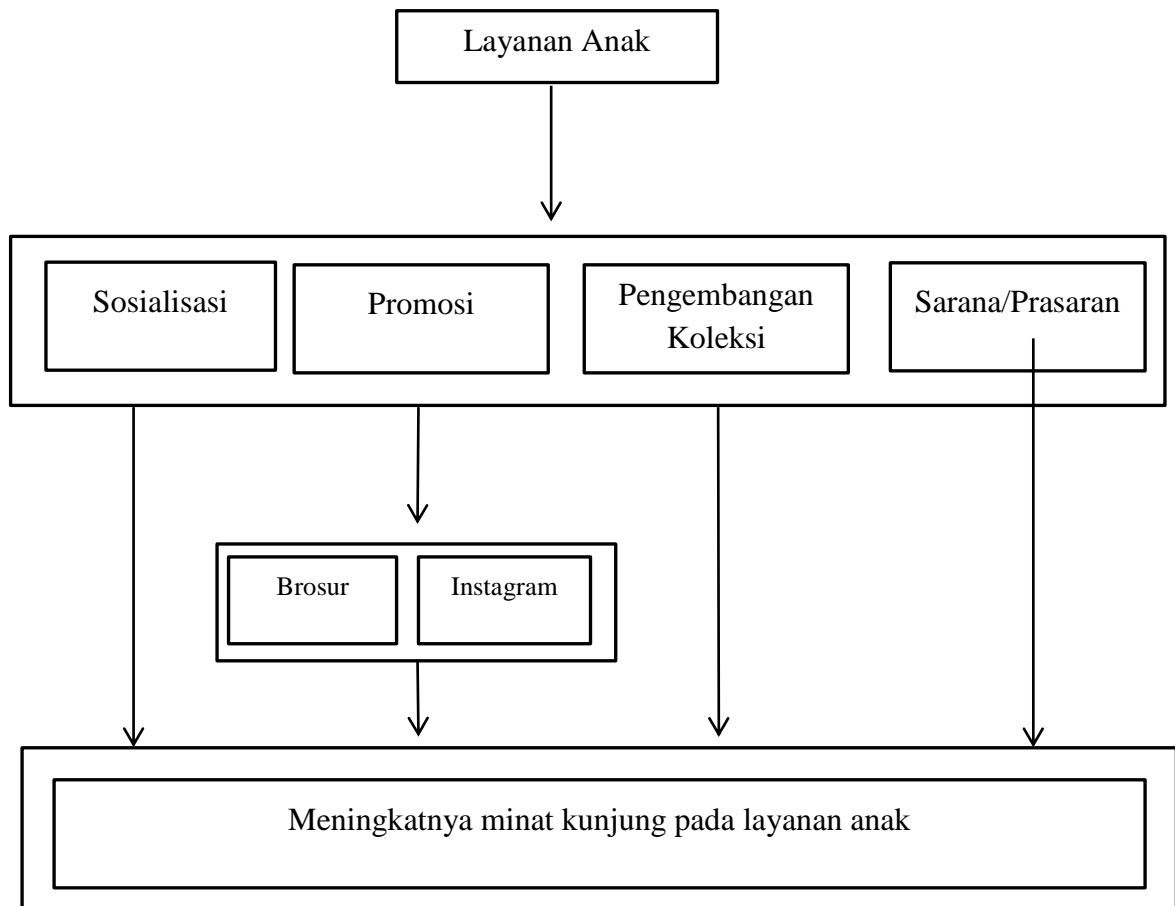 Layanan Anak
Sosialisasi
Promosi
Pengembangan
Koleksi
Sarana/Prasaran
Brosur
Instagram
Meningkatnya minat kunjung pada layanan anak